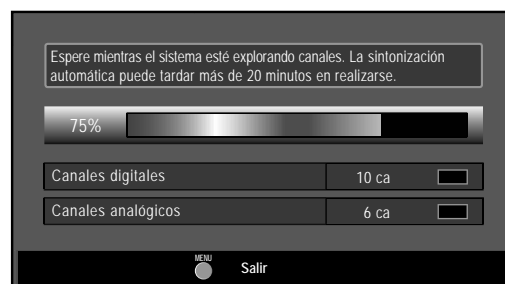 Espere mientras el sistema esté explorando canales. La sintonización
automática puede tardar más de 20 minutos en realizarse.
75%
Canales digitales 10 ca
Canales analógicos 6 ca
MENU
Salir